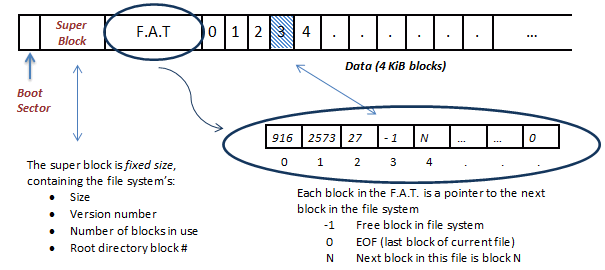 Super
Block
F.A.T
0 1 2 3 4 . . . . . . ...
Boot
Sector
Data (4 KiB blocks)
916 2573 27 -1 N ... ... 0
0 1 2 3 4 . . .
The super block is fixed size,
containing the file system's:
• Size
• Version number
• Number of blocks in use
• Root directory block #
Each block in the F.A.T. is a pointer to the next
block in the file system
-1 Free block in file system
0 EOF (last block of current file)
N Next block in this file is block N